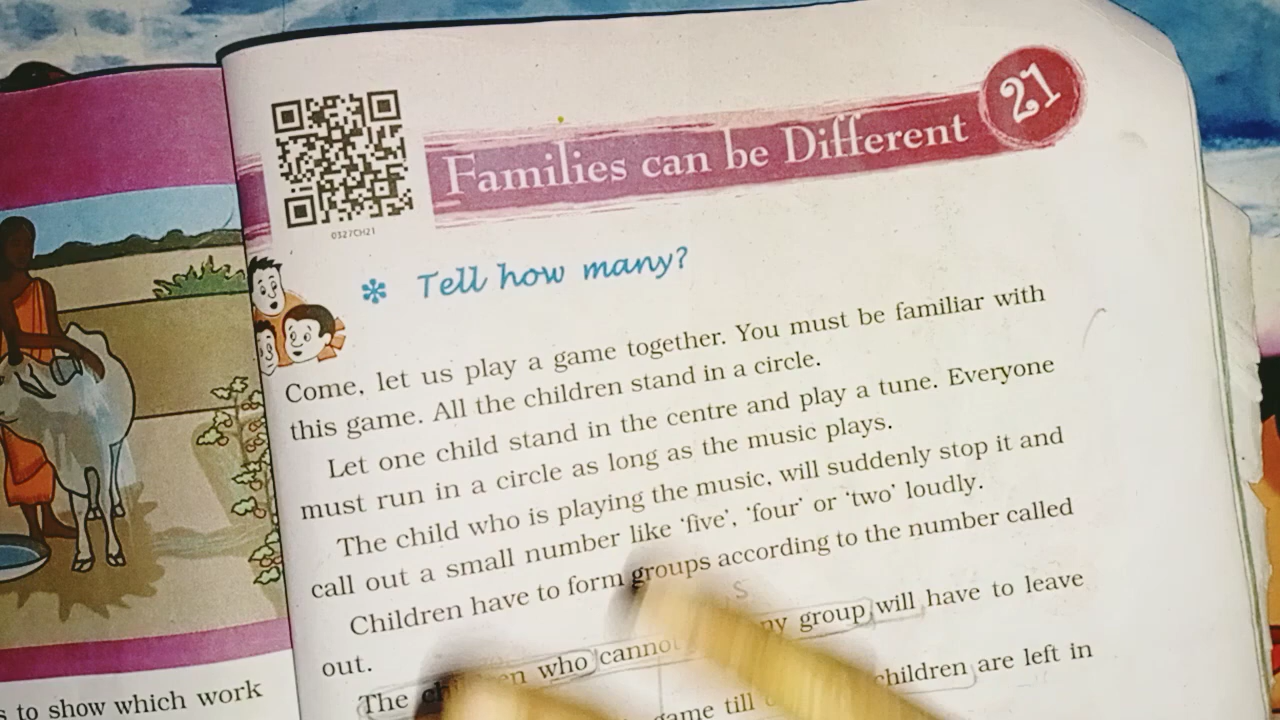 21
Families can be Different
0327CH21
Tell how many?
Come, let us play a game together. You must be familiar with
this game. All the children stand in a circle.
Let one child stand in the centre and play a tune. Everyone
must run in a circle as long as the music plays.
The child who is playing the music, will suddenly stop it and
call out a small number like ‘five’, ‘four’ or ‘two’ loudly.
Children have to form groups according to the number called
out.
The who cannot group will have to leave
game till children are left in
to show which work